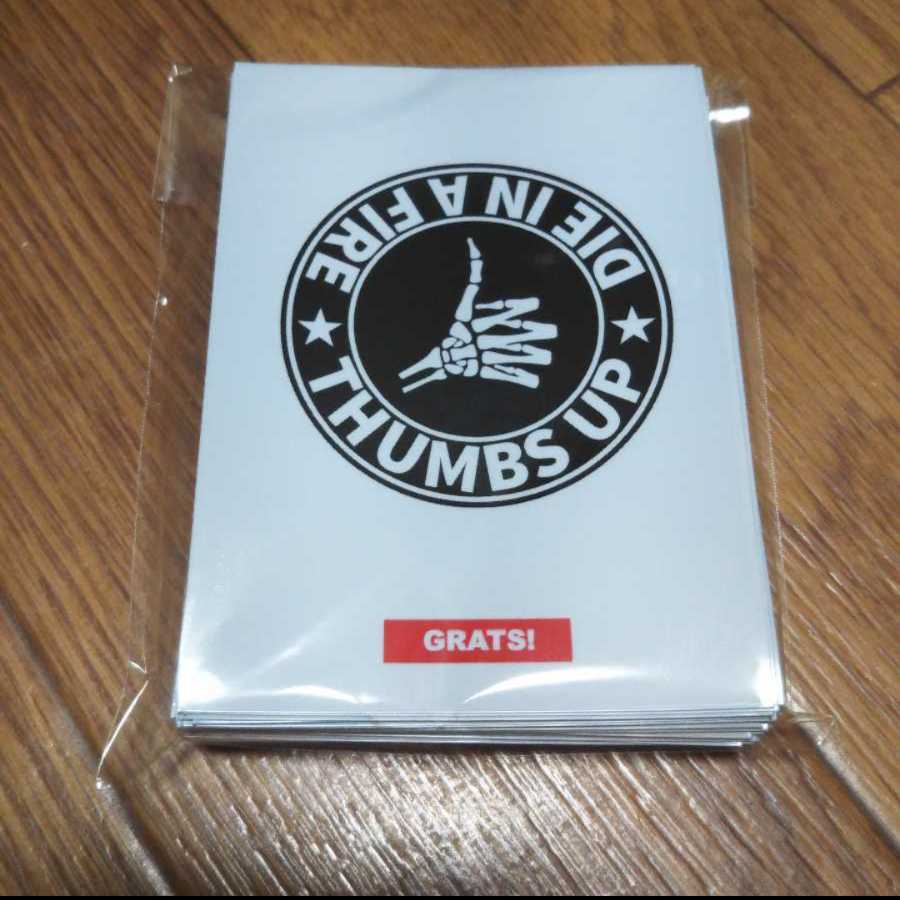 DIE IN A FIRE
THUMBS UP
GRATS!